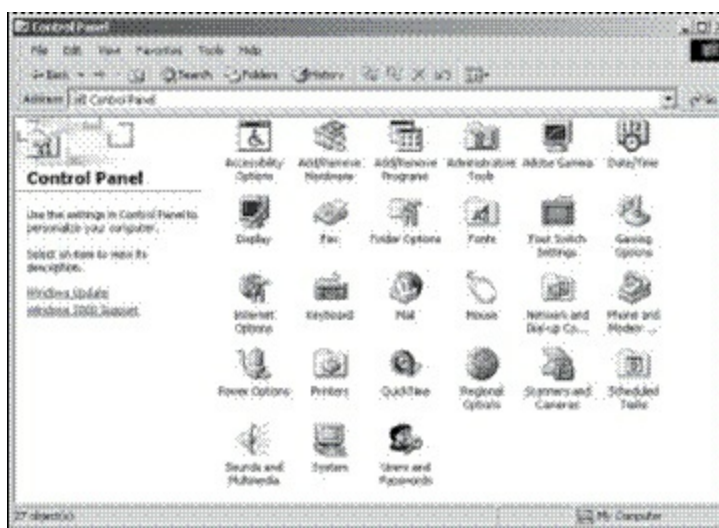 Control Panel
File Edit View Favorites Tools Help
Back Search Folders History
Address Control Panel
Control Panel
Use the settings in Control Panel to
personalize your computer.
Select an item to view its
description.
Windows Update
Windows 2000 Support
Accessibility
Options
Add/Remove
Hardware
Add/Remove
Programs
Administrative
Tools
Adobe Gamma
Date/Time
Display
Fax
Folder Options
Fonts
Foot Switch
Settings
Gaming
Options
Internet
Options
Keyboard
Mail
Mouse
Network and
Dial-up Co...
Phone and
Modem ...
Power Options
Printers
QuickTime
Regional
Options
Scanners and
Cameras
Scheduled
Tasks
Sounds and
Multimedia
System
Users and
Passwords
27 object(s)
My Computer